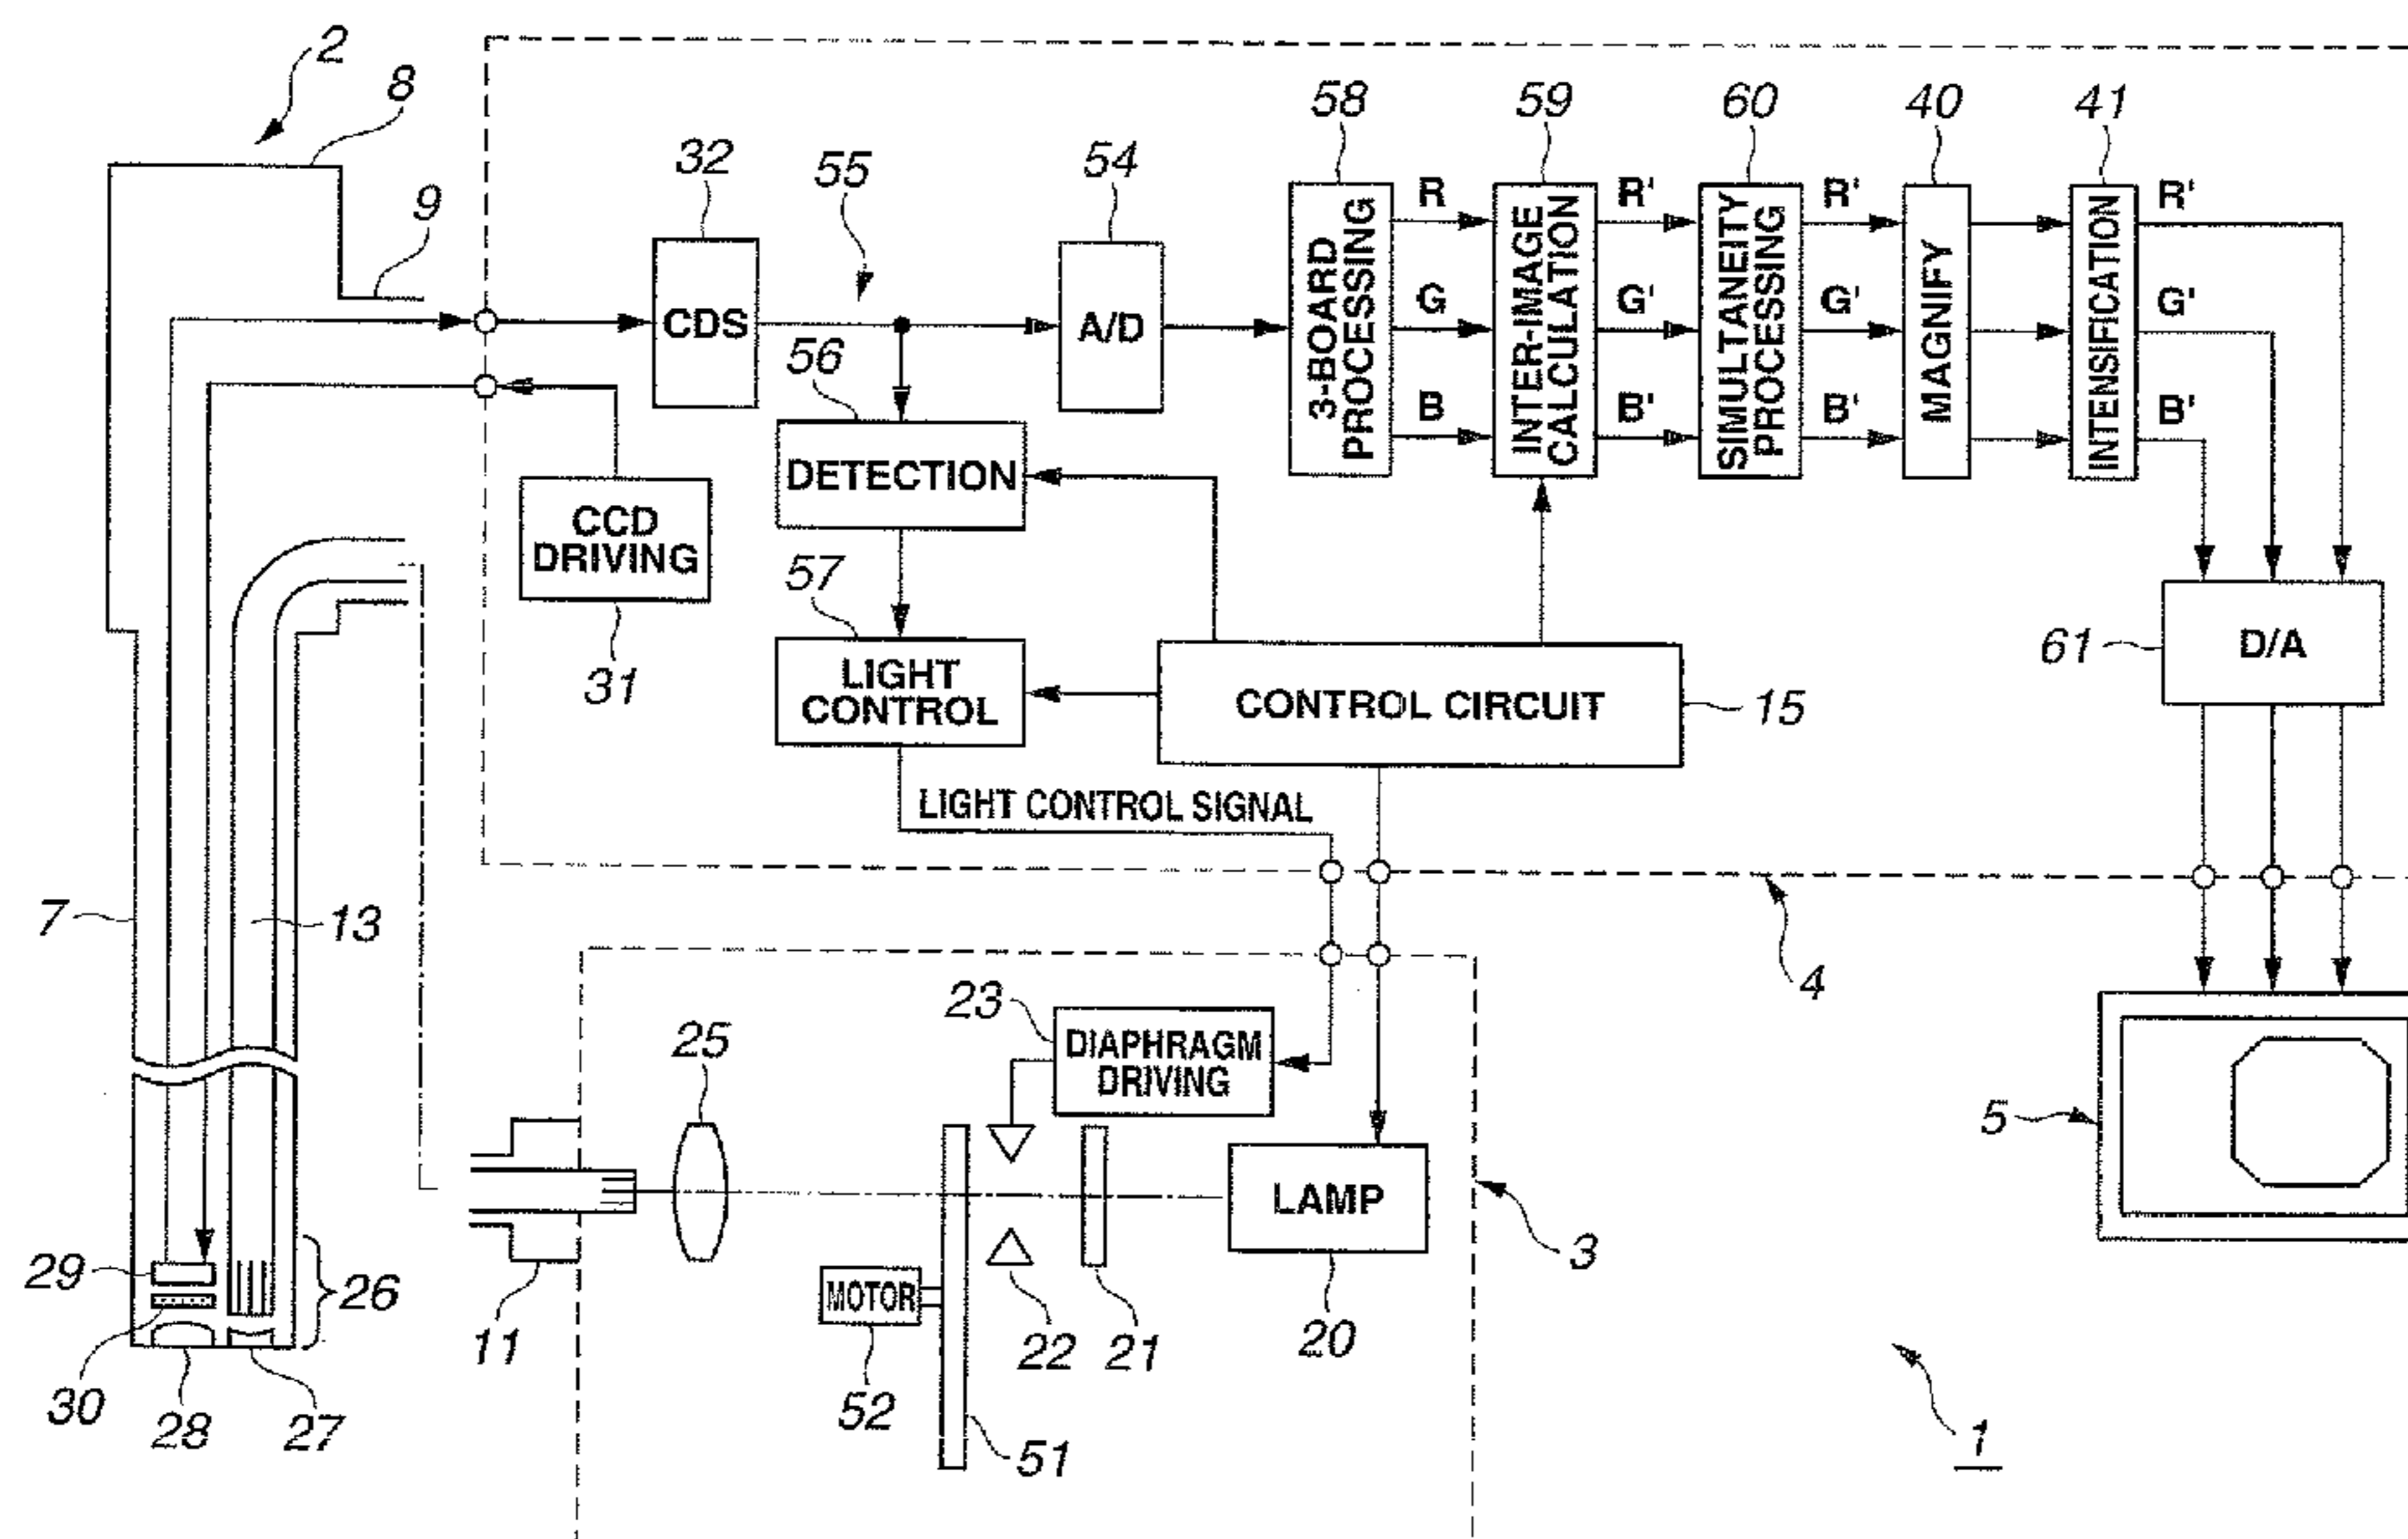 2
8
9
32
55
54
58
59
60
40
41
CDS
A/D
3-BOARD
PROCESSING
R
G
B
INTER-IMAGE
CALCULATION
R'
G'
B'
SIMULTANEITY
PROCESSING
R'
G'
B'
MAGNIFY
INTENSIFICATION
R'
G'
B'
56
DETECTION
CCD
DRIVING
31
57
LIGHT
CONTROL
CONTROL CIRCUIT
15
61
D/A
LIGHT CONTROL SIGNAL
7
13
4
23
DIAPHRAGM
DRIVING
25
5
LAMP
3
29
26
MOTOR
30
28
27
11
52
22
21
20
51
1